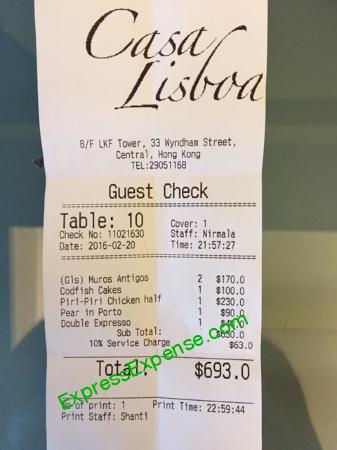 Casa
Lisboa
8/F LKF Tower, 33 Wyndham Street,
Central, Hong Kong
TEL:29051168
Guest Check
Table: 10 Cover: 1
Check No: 11021630 Staff: Nirmala
Date: 2016-02-20 Time: 21:57:27
(Gls) Muros Antigos 2 $170.0
Codfish Cakes 1 $100.0
Piri-Piri Chicken half 1 $230.0
Pear in Porto 1 $90.0
Double Expresso 1
Sub Total: $630.0
10% Service Charge $63.0
Total: $693.0
of print: 1 Print Time: 22:59:44
Print Staff: Shanti
ExpressExpense.com